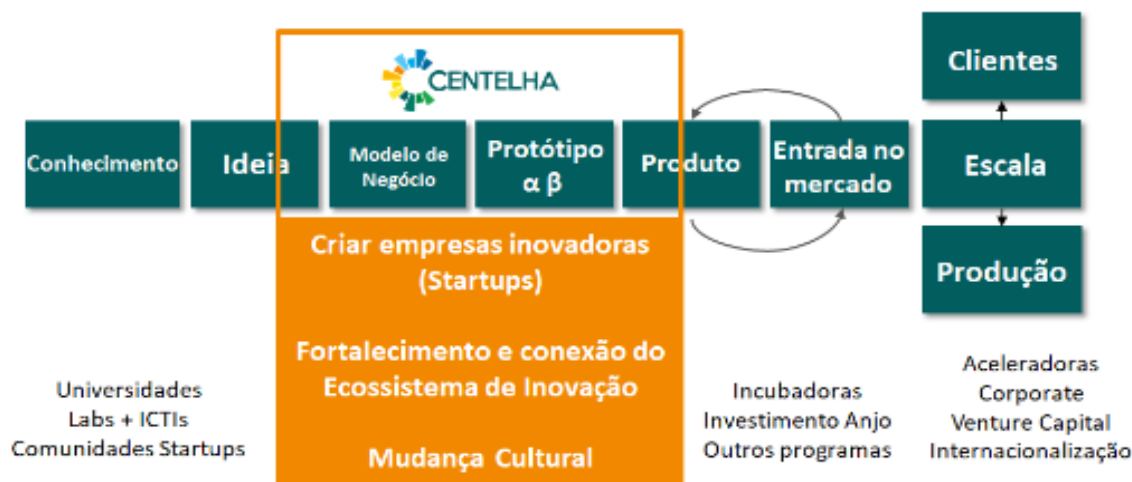 CENTELHA
Clientes
Conhecimento
Ideia
Modelo de
Negócio
Protótipo
α β
Produto
Entrada no
mercado
Escala
Produção
Criar empresas inovadoras
(Startups)
Fortalecimento e conexão do
Ecossistema de Inovação
Mudança Cultural
Universidades
Labs + ICTIs
Comunidades Startups
Incubadoras
Investimento Anjo
Outros programas
Aceleradoras
Corporate
Venture Capital
Internacionalização